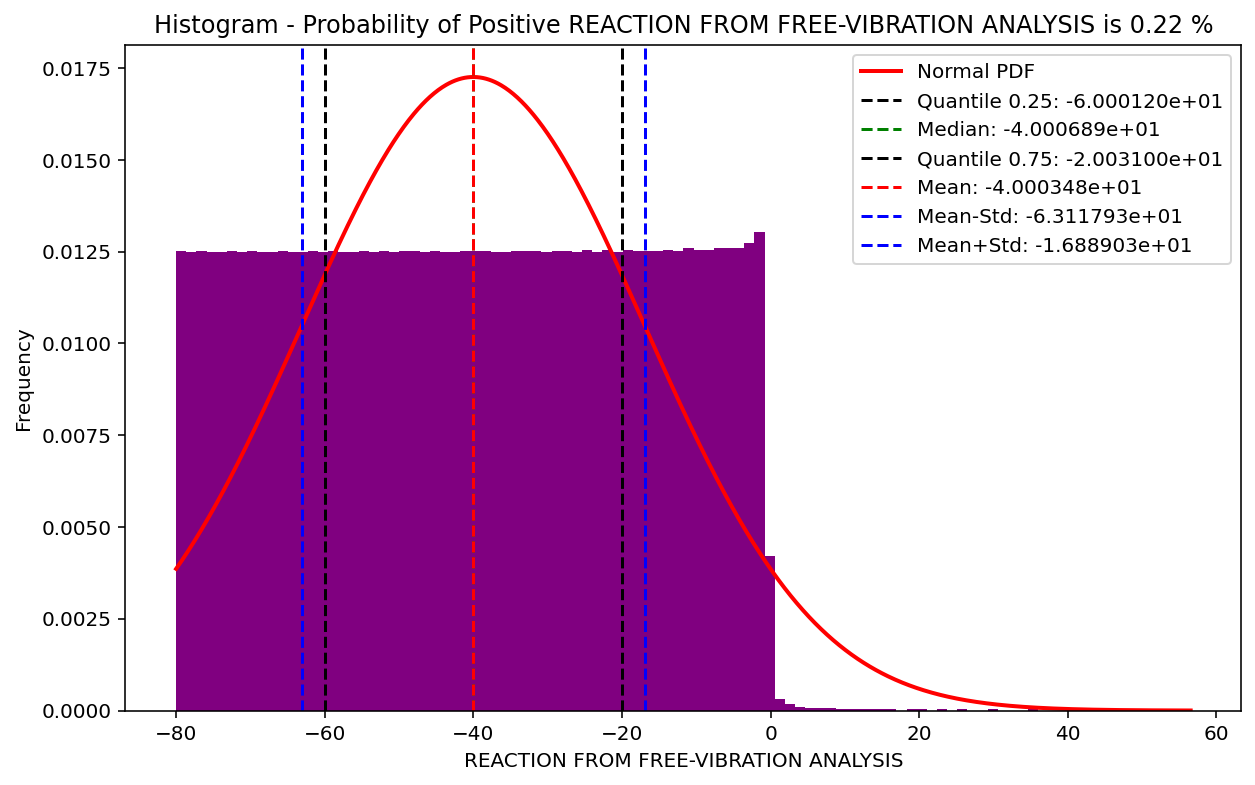 Histogram - Probability of Positive REACTION FROM FREE-VIBRATION ANALYSIS is 0.22 %
Normal PDF
Quantile 0.25: -6.000120e+01
Median: -4.000689e+01
Quantile 0.75: -2.003100e+01
Mean: -4.000348e+01
Mean-Std: -6.311793e+01
Mean+Std: -1.688903e+01
Frequency
0.0175
0.0150
0.0125
0.0100
0.0075
0.0050
0.0025
0.0000
−80
−60
−40
−20
0
20
40
60
REACTION FROM FREE-VIBRATION ANALYSIS